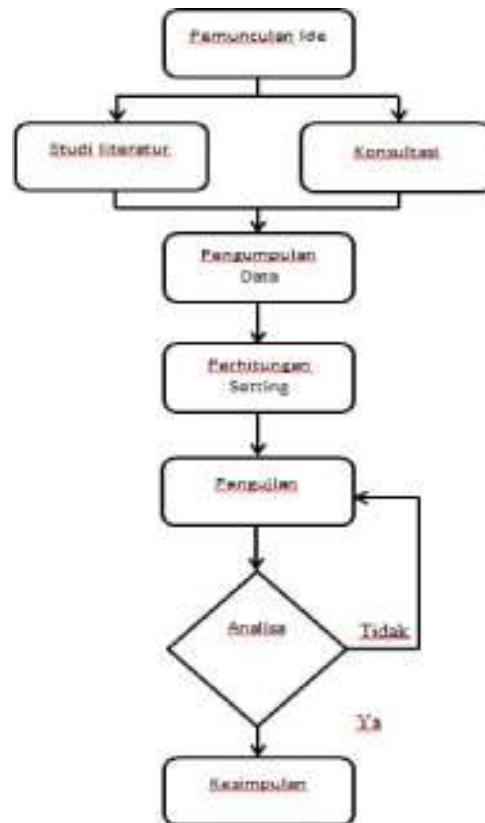 Pemunculan Ide
Studi literatur
Konsultasi
Pengumpulan
Data
Perhitungan
Setting
Pengujian
Analisa
Tidak
Ya
Kesimpulan